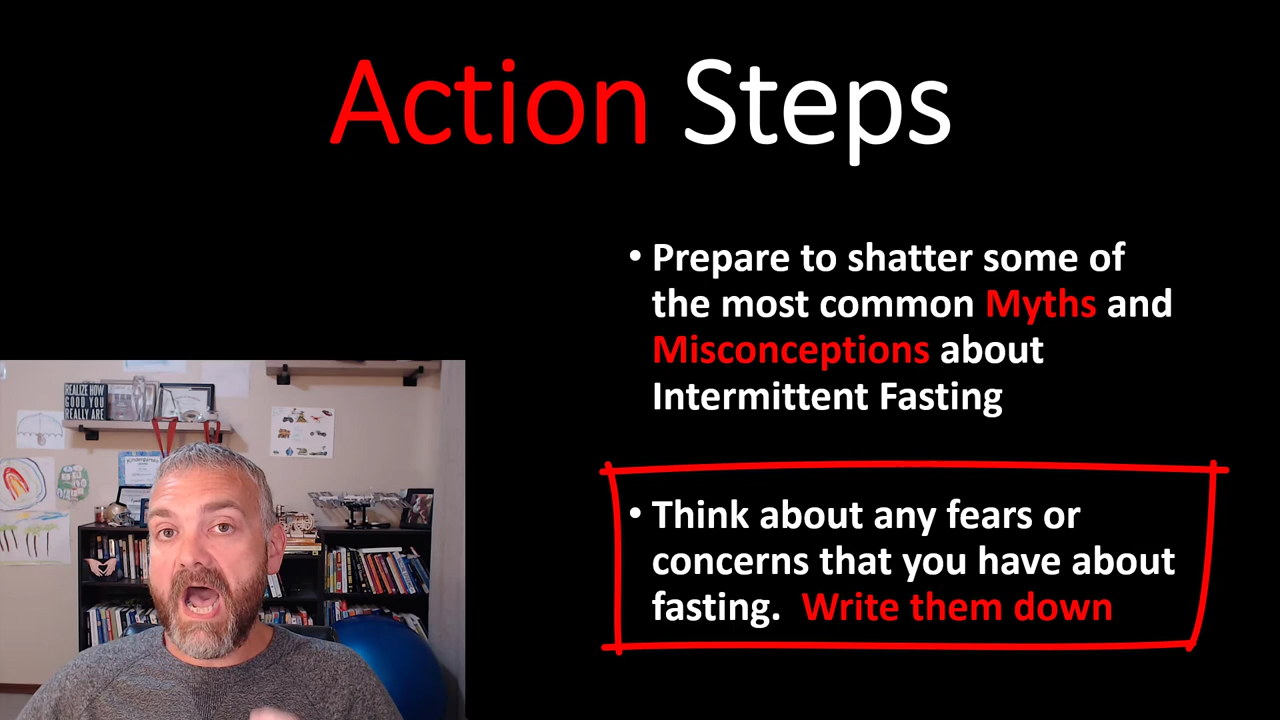 Action Steps
• Prepare to shatter some of
the most common Myths and
Misconceptions about
Intermittent Fasting
• Think about any fears or
concerns that you have about
fasting. Write them down
REALIZE HOW
GOOD YOU
REALLY ARE